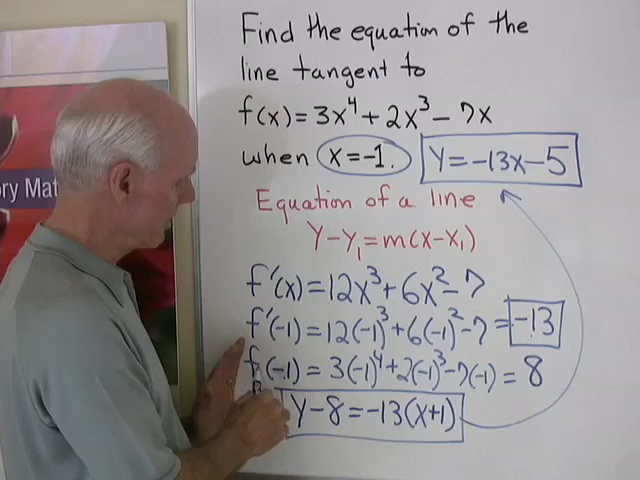 Find the equation of the
line tangent to
f(x)=3x⁴+2x³-7x
when x=-1. Y=-13x-5
Equation of a line
Y-Y₁=m(x-x₁)
f'(x)=12x³+6x²-7
f'(-1)=12(-1)³+6(-1)²-7=-13
f(-1)=3(-1)⁴+2(-1)³-7(-1)=8
Y-8=-13(x+1)